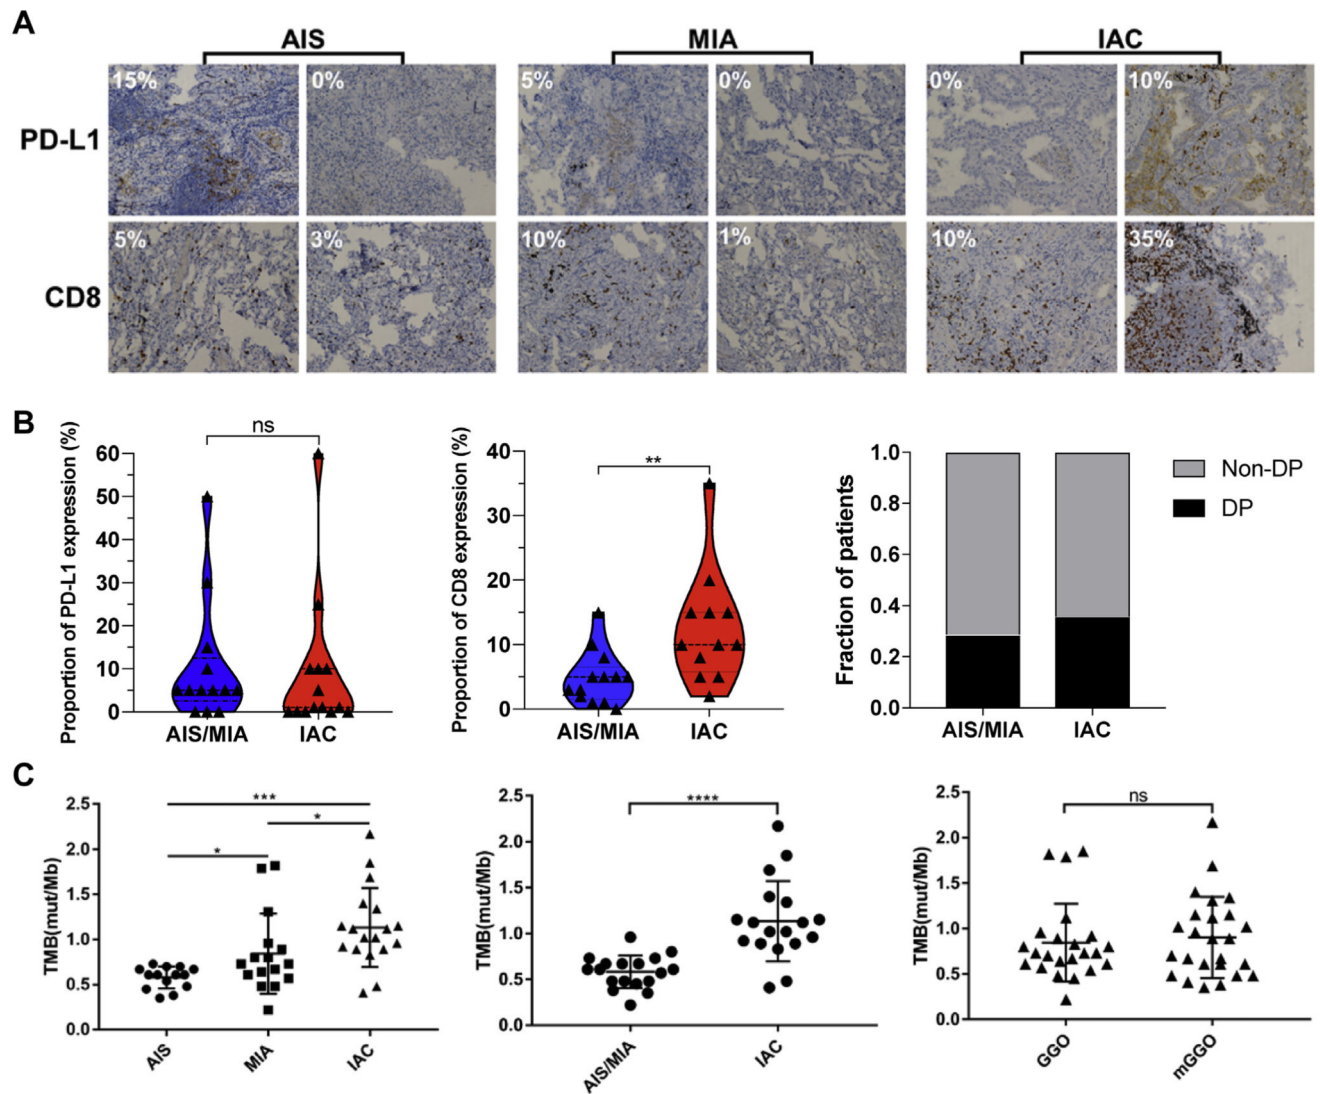 A
AIS
MIA
IAC
PD-L1
15%
0%
5%
0%
0%
10%
CD8
5%
3%
10%
1%
10%
35%
B
Proportion of PD-L1 expression (%)
60
50
40
30
20
10
0
ns
AIS/MIA
IAC
Proportion of CD8 expression (%)
40
30
20
10
0
**
AIS/MIA
IAC
Fraction of patients
1.0
0.8
0.6
0.4
0.2
0.0
AIS/MIA
IAC
Non-DP
DP
C
TMB(mut/Mb)
2.5
2.0
1.5
1.0
0.5
0.0
***
*
*
AIS
MIA
IAC
TMB(mut/Mb)
2.5
2.0
1.5
1.0
0.5
0.0
****
AIS/MIA
IAC
TMB(mut/Mb)
2.5
2.0
1.5
1.0
0.5
0.0
ns
GGO
mGGO